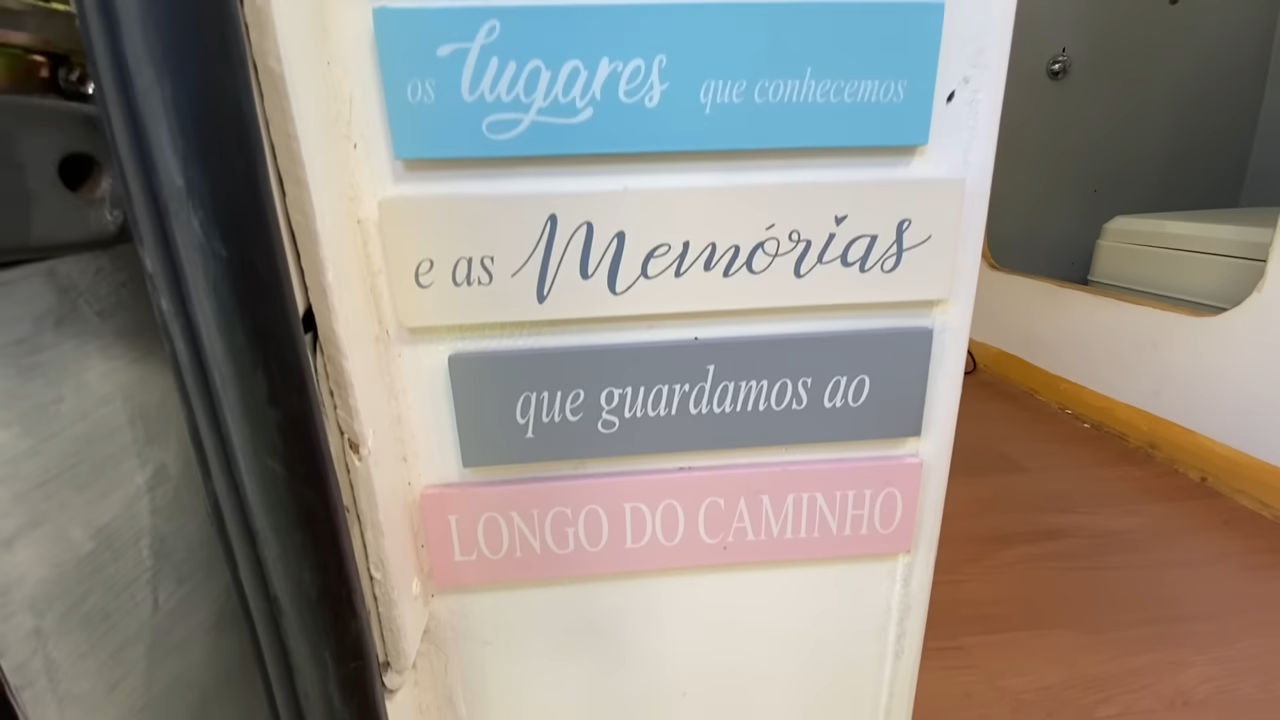 os lugares que conhecemos
e as Memórias
que guardamos ao
LONGO DO CAMINHO